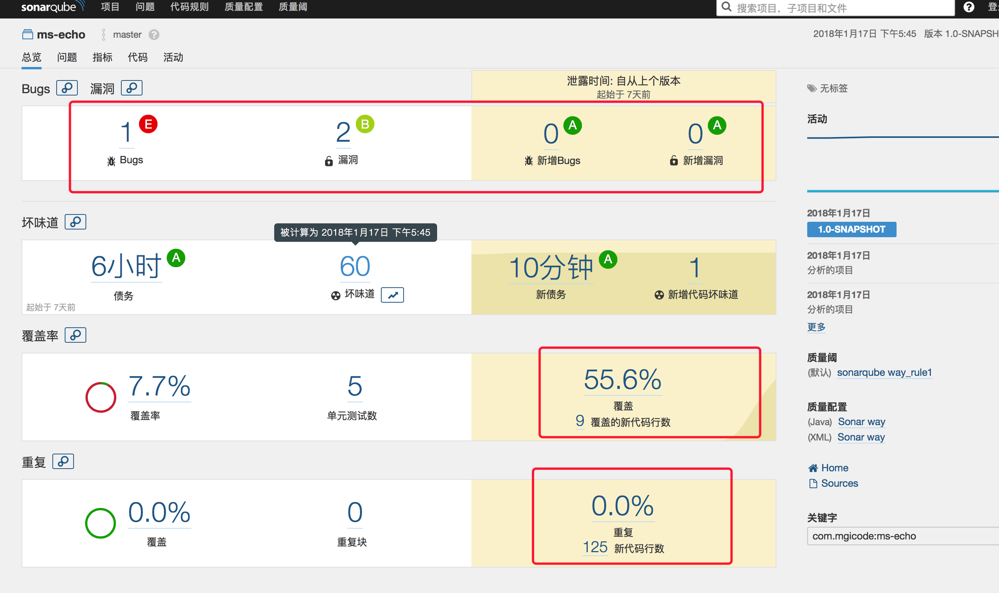 sonarqube 项目 问题 代码规则 质量配置 质量阈 搜索项目，子项目和文件
ms-echo master
2018年1月17日 下午5:45 版本 1.0-SNAPSH
总览 问题 指标 代码 活动
Bugs 漏洞
泄露时间: 自从上个版本
起始于 7天前
1 E
Bugs
2 B
漏洞
0 A
新增Bugs
0 A
新增漏洞
坏味道
被计算为 2018年1月17日 下午5:45
6小时 A
债务
起始于 7天前
60
坏味道
10分钟 A
新债务
1
新增代码坏味道
覆盖率
7.7%
覆盖率
5
单元测试数
55.6%
覆盖
9 覆盖的新代码行数
重复
0.0%
覆盖
0
重复块
0.0%
重复
125 新代码行数
无标签
活动
2018年1月17日
1.0-SNAPSHOT
2018年1月17日
分析的项目
2018年1月17日
分析的项目
更多
质量阈
(默认) sonarqube way_rule1
质量配置
(Java) Sonar way
(XML) Sonar way
Home
Sources
关键字
com.mgicode:ms-echo